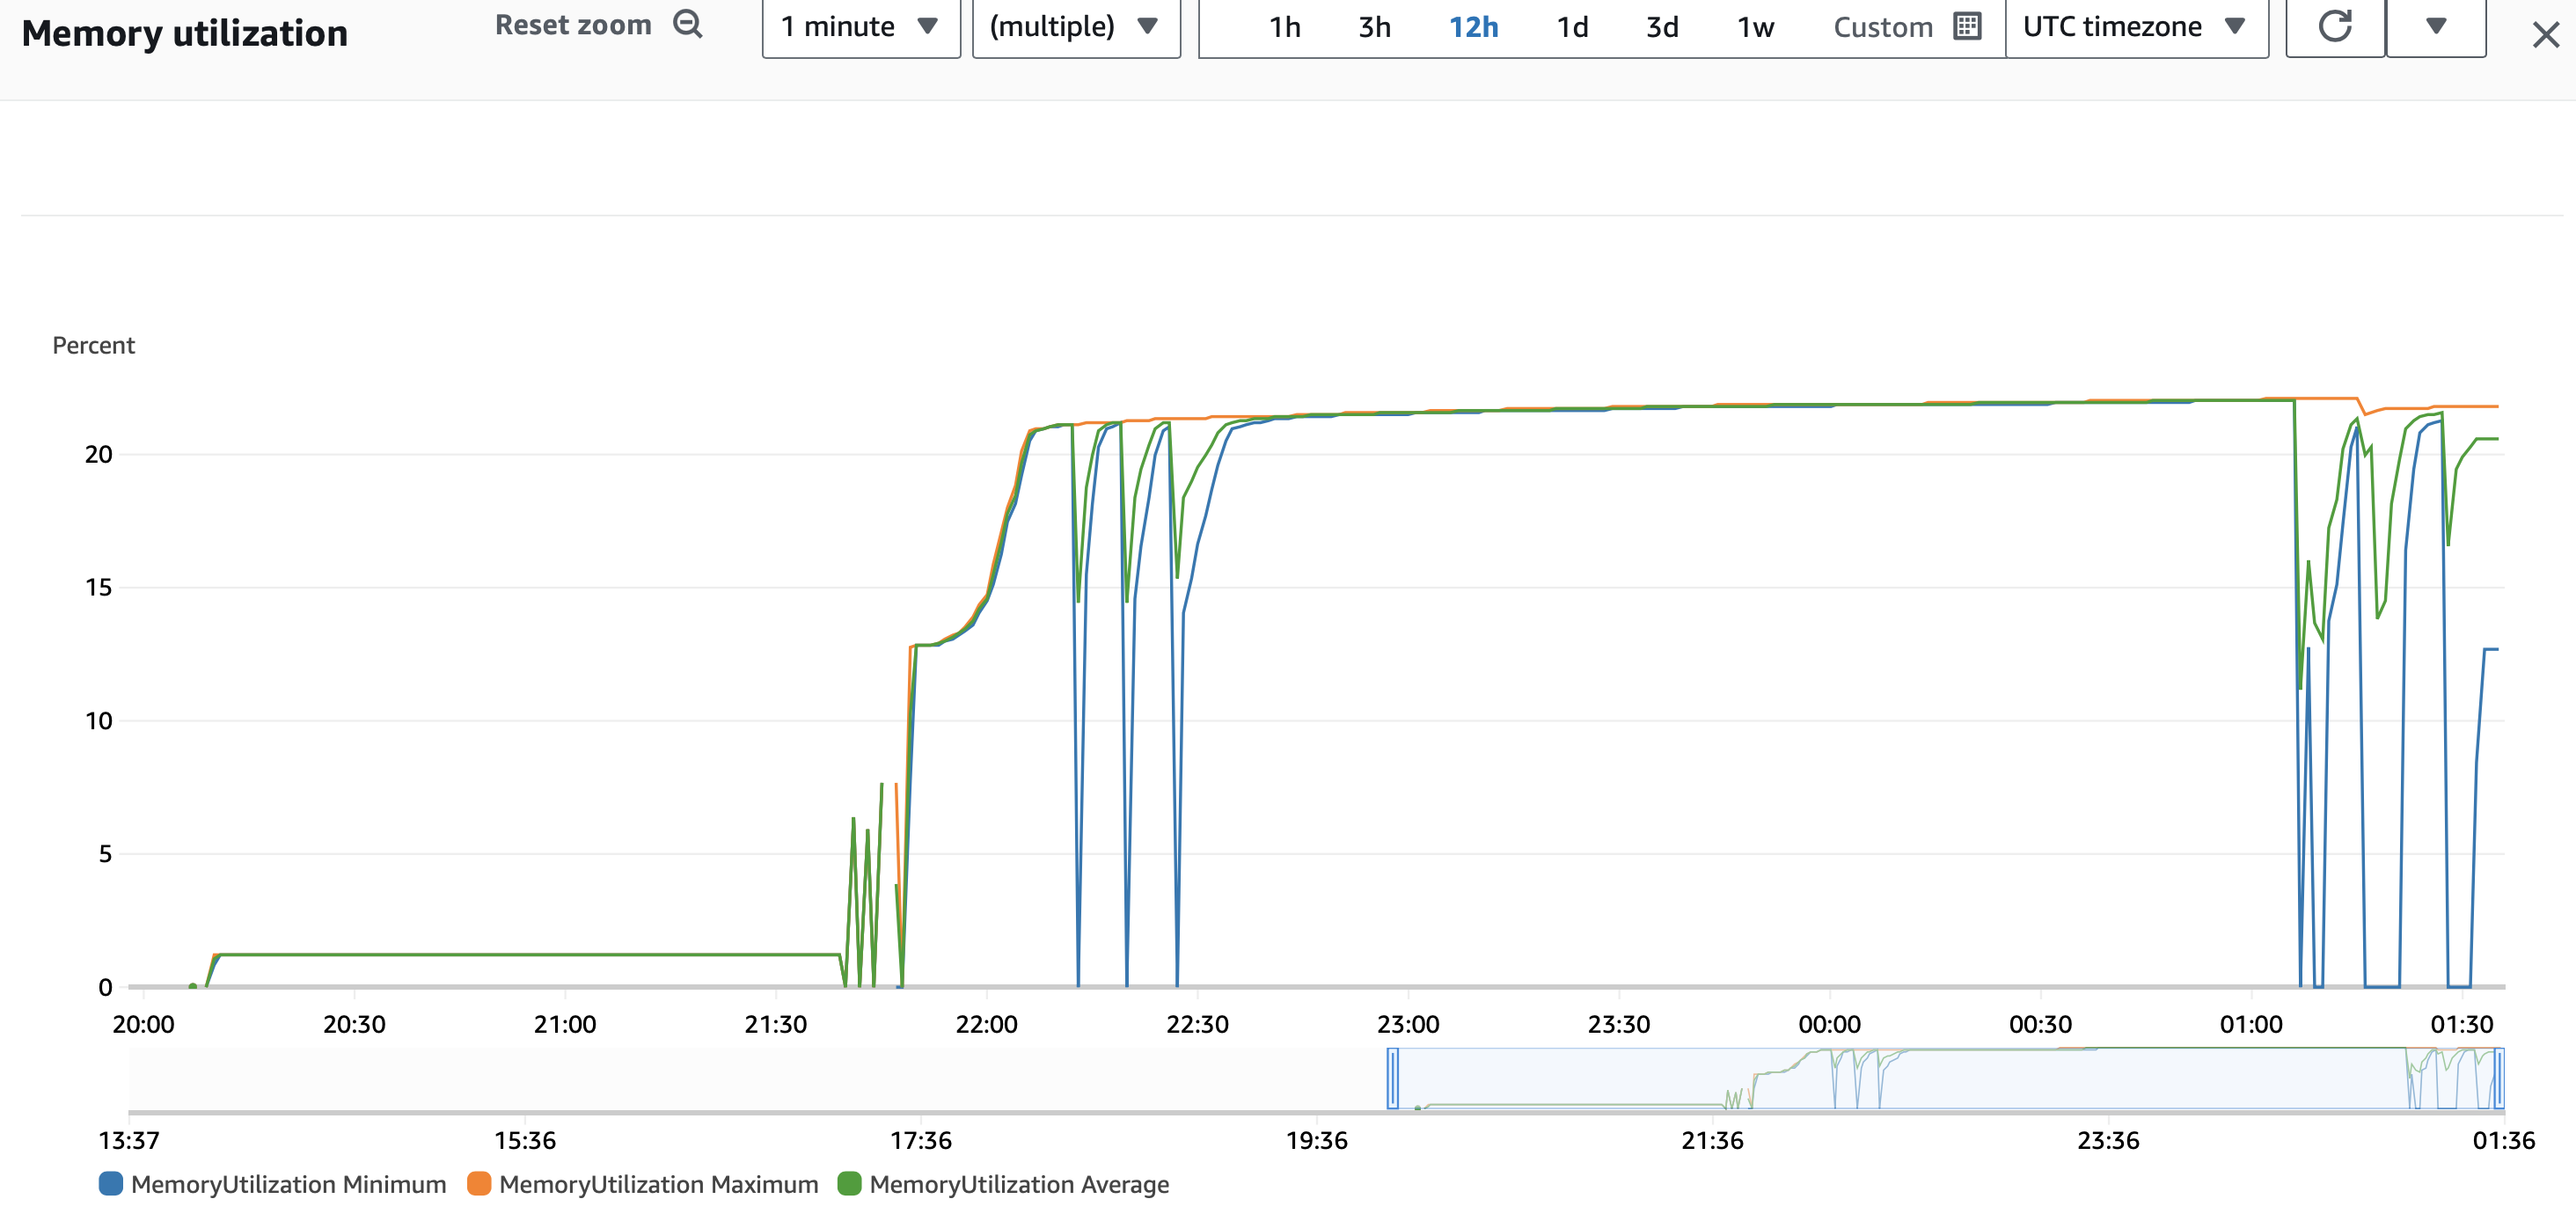 Memory utilization Reset zoom 1 minute (multiple) 1h 3h 12h 1d 3d 1w Custom UTC timezone
Percent
20
15
10
5
0
20:00 20:30 21:00 21:30 22:00 22:30 23:00 23:30 00:00 00:30 01:00 01:30
13:37 15:36 17:36 19:36 21:36 23:36 01:36
MemoryUtilization Minimum MemoryUtilization Maximum MemoryUtilization Average